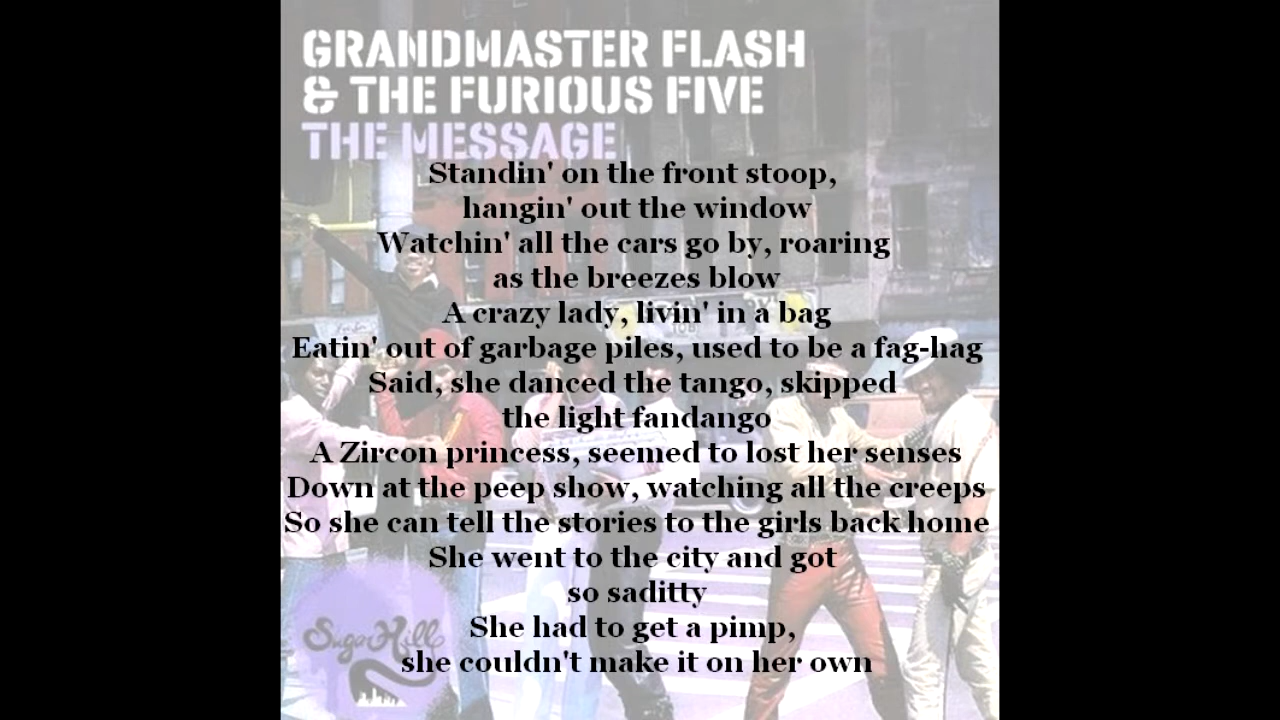 GRANDMASTER FLASH
& THE FURIOUS FIVE
THE MESSAGE
Standin' on the front stoop,
hangin' out the window
Watchin' all the cars go by, roaring
as the breezes blow
A crazy lady, livin' in a bag
Eatin' out of garbage piles, used to be a fag-hag
Said, she danced the tango, skipped
the light fandango
A Zircon princess, seemed to lost her senses
Down at the peep show, watching all the creeps
So she can tell the stories to the girls back home
She went to the city and got
so saditty
She had to get a pimp,
she couldn't make it on her own
SugarHill